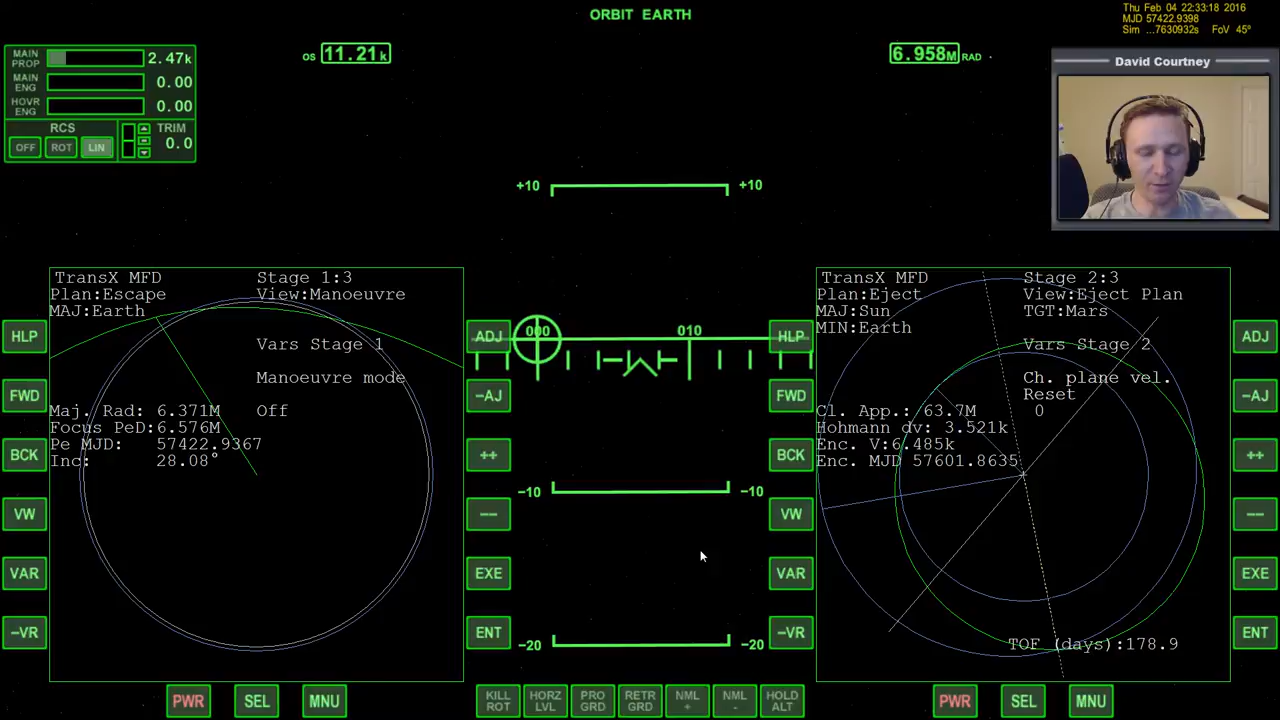 ORBIT EARTH
Thu Feb 04 22:33:18 2016
MJD 57422.9398
Sim ...7630932s FoV 45°
MAIN PROP 2.47k
MAIN ENG 0.00
HOVR ENG 0.00
RCS TRIM
OFF ROT LIN 0.0
OS 11.21k
6.958M RAD
David Courtney
+10 +10
000 010
-10 -10
-20 -20
TransX MFD Stage 1:3
Plan:Escape View:Manoeuvre
MAJ:Earth
Vars Stage 1
Manoeuvre mode
Maj. Rad: 6.371M Off
Focus PeD:6.576M
Pe MJD: 57422.9367
Inc: 28.08°
HLP
FWD
BCK
VW
VAR
-VR
ADJ
-AJ
++
--
EXE
ENT
PWR SEL MNU
KILL ROT
HORZ LVL
PRO GRD
RETR GRD
NML +
NML -
HOLD ALT
TransX MFD Stage 2:3
Plan:Eject View:Eject Plan
MAJ:Sun TGT:Mars
MIN:Earth
Vars Stage 2
Ch. plane vel.
Reset
Cl. App.: 63.7M 0
Hohmann dv: 3.521k
Enc. V:6.485k
Enc. MJD 57601.8635
TOF (days):178.9
HLP
FWD
BCK
VW
VAR
-VR
ADJ
-AJ
++
--
EXE
ENT
PWR SEL MNU